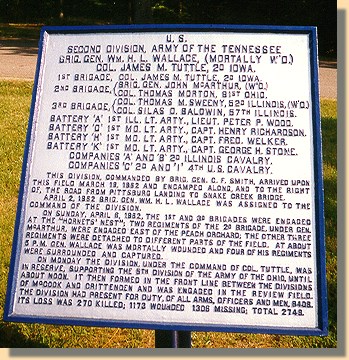 U.S.
SECOND DIVISION, ARMY OF THE TENNESSEE
BRIG. GEN. WM. H. L. WALLACE, (MORTALLY W'D.)
COL. JAMES M. TUTTLE, 2D IOWA.
1ST BRIGADE, COL. JAMES M. TUTTLE, 2D IOWA.
2ND BRIGADE, BRIG. GEN. JOHN MCARTHUR, (W'D.)
COL. THOMAS MORTON, 81ST OHIO.
3RD BRIGADE, COL. THOMAS W. SWEENY, 52D ILLINOIS, (W'D.)
COL. SILAS D. BALDWIN, 57TH ILLINOIS.
BATTERY "A" 1ST ILL. LT. ARTY., LIEUT. PETER P. WOOD.
BATTERY "D" 1ST MO. LT. ARTY., CAPT. HENRY RICHARDSON.
BATTERY "H" 1ST MO. LT. ARTY., CAPT. FRED. WELKER.
BATTERY "K" 1ST MO. LT. ARTY., CAPT. GEORGE H. STONE.
COMPANIES "A" AND "B" 2D ILLINOIS CAVALRY.
COMPANIES "C" 2D AND "I" 4TH U.S. CAVALRY.
THIS DIVISION, COMMANDED BY BRIG. GEN. C. F. SMITH, ARRIVED UPON
THIS FIELD MARCH 18, 1862 AND ENCAMPED ALONG, AND TO THE RIGHT
OF, THE ROAD FROM PITTSBURG LANDING TO SNAKE CREEK BRIDGE.
APRIL 2, 1862 BRIG. GEN. WM. H. L. WALLACE WAS ASSIGNED TO THE
COMMAND OF THE DIVISION.
ON SUNDAY, APRIL 6, 1862, THE 1ST AND 3D BRIGADES WERE ENGAGED
AT THE "HORNETS' NEST"; TWO REGIMENTS OF THE 2D BRIGADE, UNDER GEN.
MCARTHUR, WERE ENGAGED EAST OF THE PEACH ORCHARD; THE OTHER THREE
REGIMENTS WERE DETACHED TO DIFFERENT PARTS OF THE FIELD. AT ABOUT
5 P.M. GEN. WALLACE WAS MORTALLY WOUNDED AND FOUR OF HIS REGIMENTS
WERE SURROUNDED AND CAPTURED.
ON MONDAY THE DIVISION, UNDER THE COMMAND OF COL. TUTTLE, WAS
IN RESERVE, SUPPORTING THE 5TH DIVISION OF THE ARMY OF THE OHIO, UNTIL
ABOUT NOON. IT THEN FORMED IN THE FRONT LINE BETWEEN THE DIVISIONS
OF MCCOOK AND CRITTENDEN AND WAS ENGAGED IN THE REVIEW FIELD.
THE DIVISION HAD PRESENT FOR DUTY, OF ALL ARMS, OFFICERS AND MEN, 8408.
ITS LOSS WAS 270 KILLED; 1173 WOUNDED 1306 MISSING; TOTAL 2749.